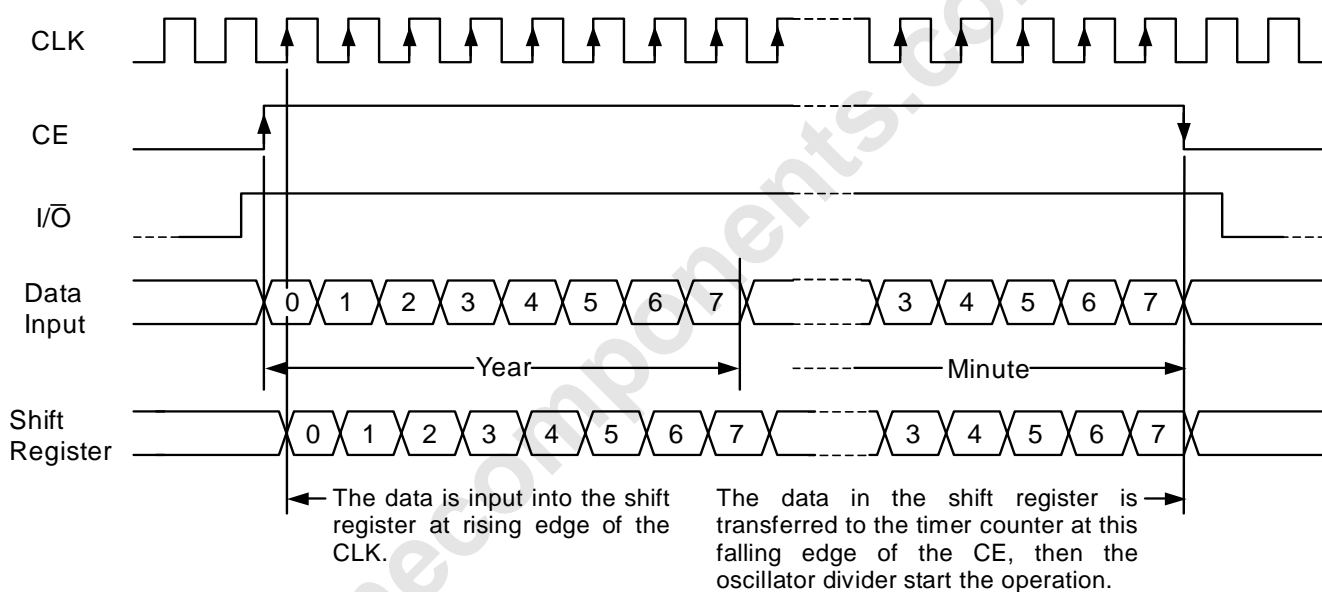 CLK
CE
I/O̅
Data
Input
0 1 2 3 4 5 6 7 3 4 5 6 7
Year Minute
Shift
Register
0 1 2 3 4 5 6 7 3 4 5 6 7
The data is input into the shift
register at rising edge of the
CLK.
The data in the shift register is
transferred to the timer counter at this
falling edge of the CE, then the
oscillator divider start the operation.